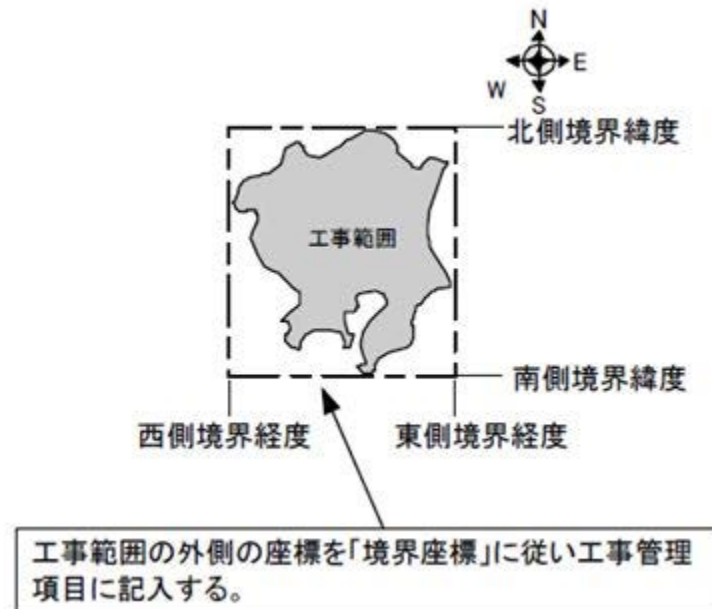 N
E
W
S
北側境界緯度
工事範囲
南側境界緯度
西側境界経度
東側境界経度
工事範囲の外側の座標を「境界座標」に従い工事管理
項目に記入する。